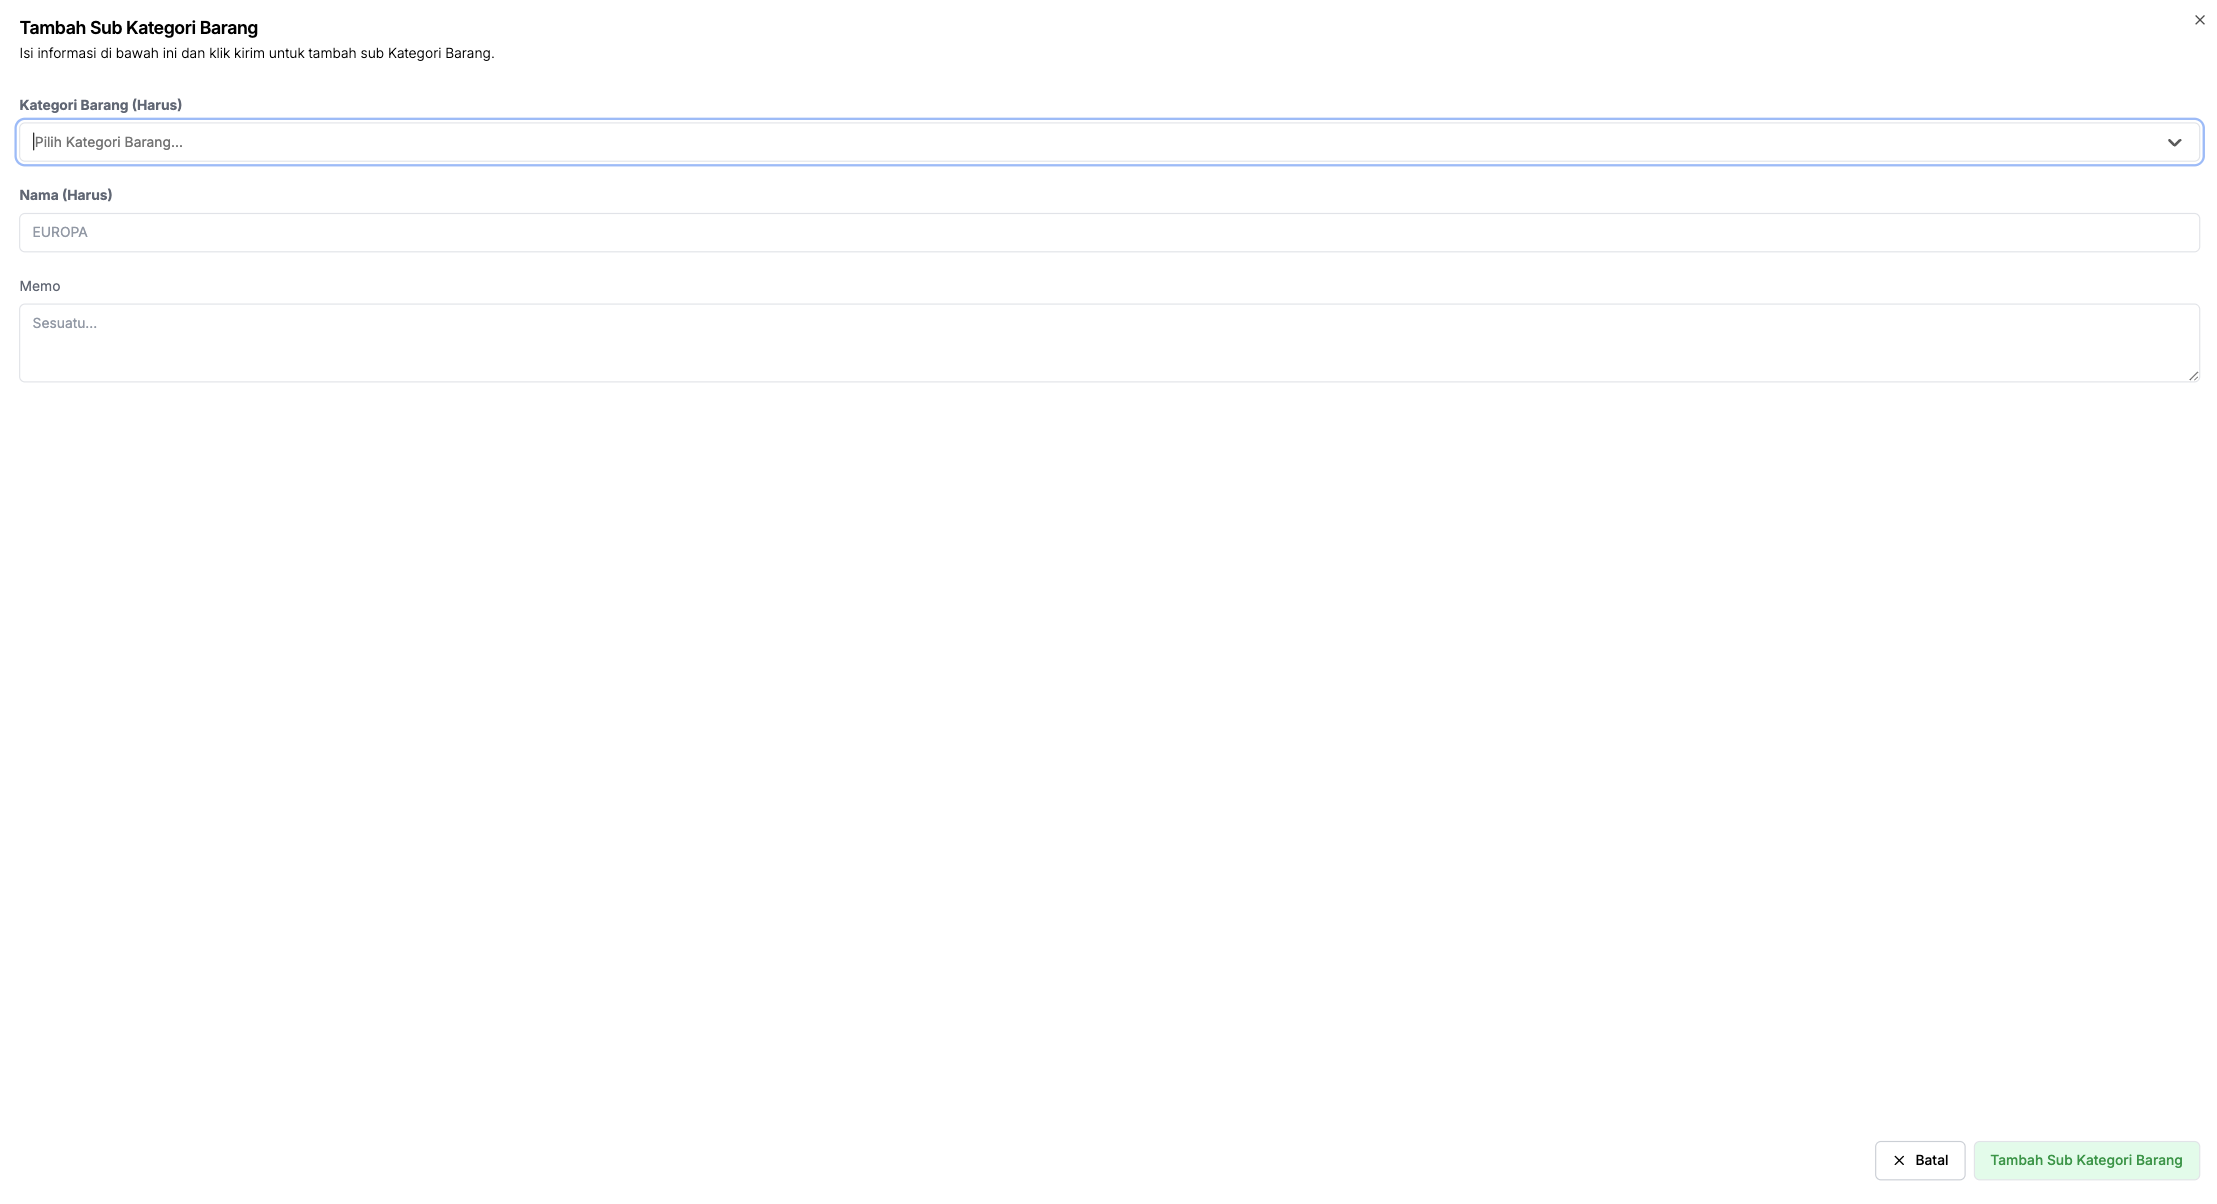 Tambah Sub Kategori Barang
Isi informasi di bawah ini dan klik kirim untuk tambah sub Kategori Barang.
Kategori Barang (Harus)
Pilih Kategori Barang...
Nama (Harus)
EUROPA
Memo
Sesuatu...
Batal
Tambah Sub Kategori Barang